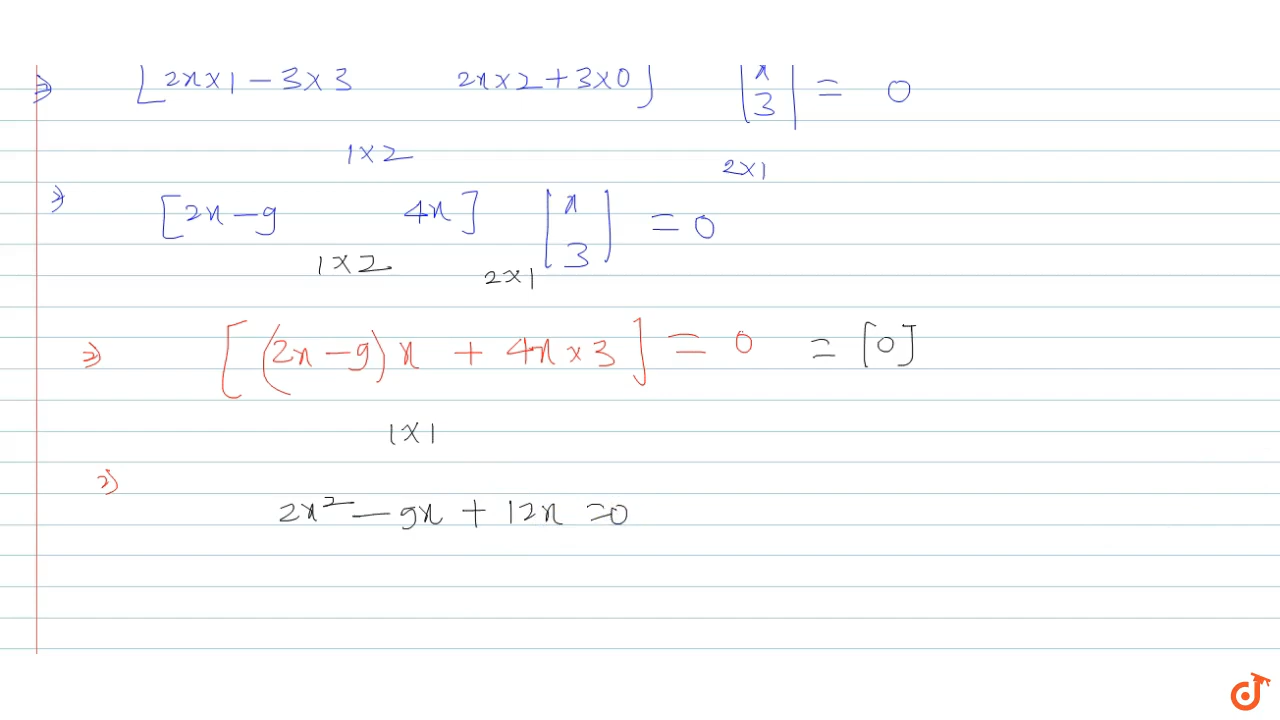 ⇒ [2x×1-3×3 2x×2+3×0] [x 3] = 0
1×2 2×1
⇒ [2x-9 4x] [x 3] = 0
1×2 2×1
⇒ [(2x-9)x + 4x×3] = 0 = [0]
1×1
⇒ 2x² - 9x + 12x = 0